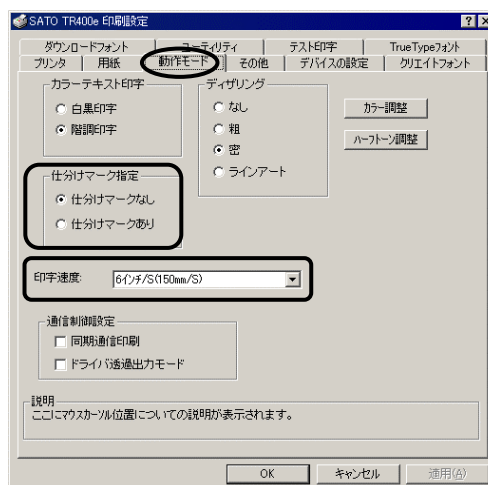 SATO TR400e 印刷設定
ダウンロードフォント ユーティリティ テスト印字 TrueTypeフォント
プリンタ 用紙 動作モード その他 デバイスの設定 クリエイトフォント
カラーテキスト印字
白黒印字
階調印字
ディザリング
なし
粗
密
ラインアート
カラー調整
ハーフトーン調整
仕分けマーク指定
仕分けマークなし
仕分けマークあり
印字速度: 6インチ/S(150mm/S)
通信制御設定
同期通信印刷
ドライバ透過出力モード
説明
ここにマウスカーソル位置についての説明が表示されます。
OK キャンセル 適用(A)